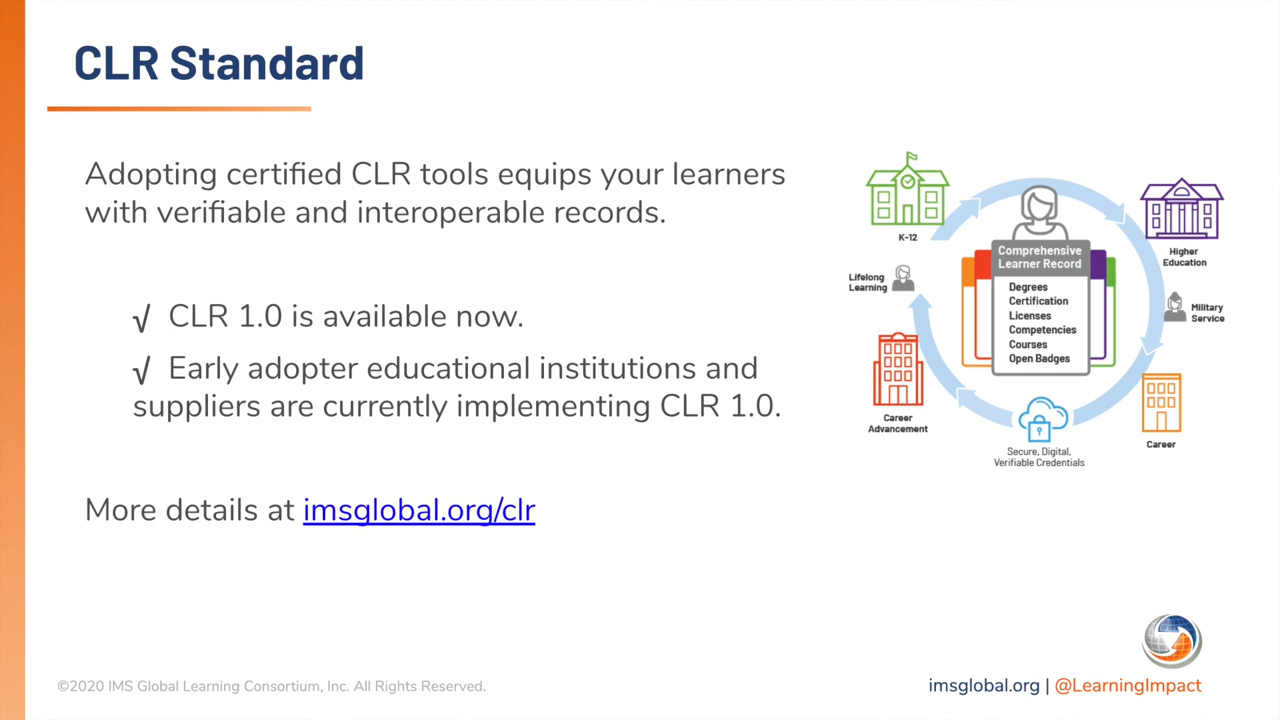 CLR Standard
Adopting certified CLR tools equips your learners
with verifiable and interoperable records.
√ CLR 1.0 is available now.
√ Early adopter educational institutions and
suppliers are currently implementing CLR 1.0.
More details at imsglobal.org/clr
K-12
Higher
Education
Lifelong
Learning
Comprehensive
Learner Record
Degrees
Certification
Licenses
Competencies
Courses
Open Badges
Military
Service
Career
Advancement
Career
Secure, Digital,
Verifiable Credentials
©2020 IMS Global Learning Consortium, Inc. All Rights Reserved.
imsglobal.org | @LearningImpact